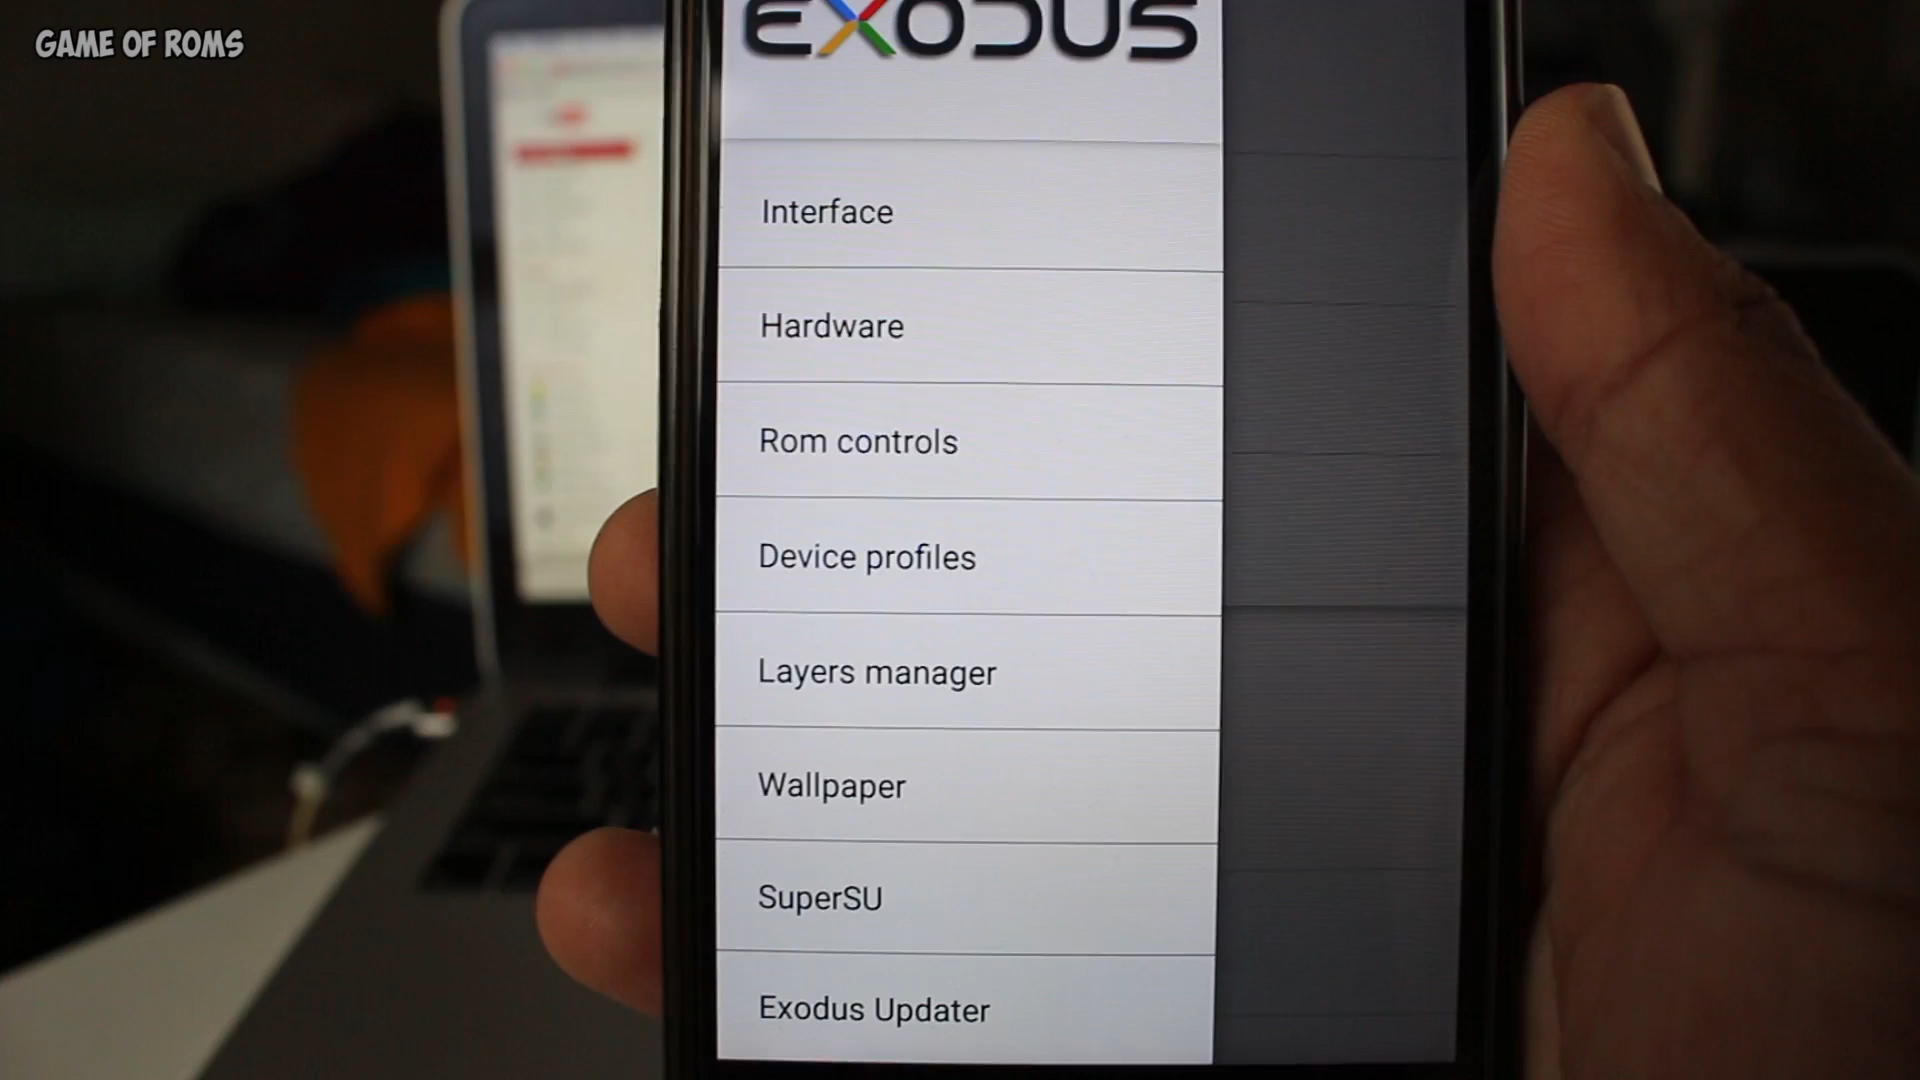 GAME OF ROMS
EXODUS
Interface
Hardware
Rom controls
Device profiles
Layers manager
Wallpaper
SuperSU
Exodus Updater